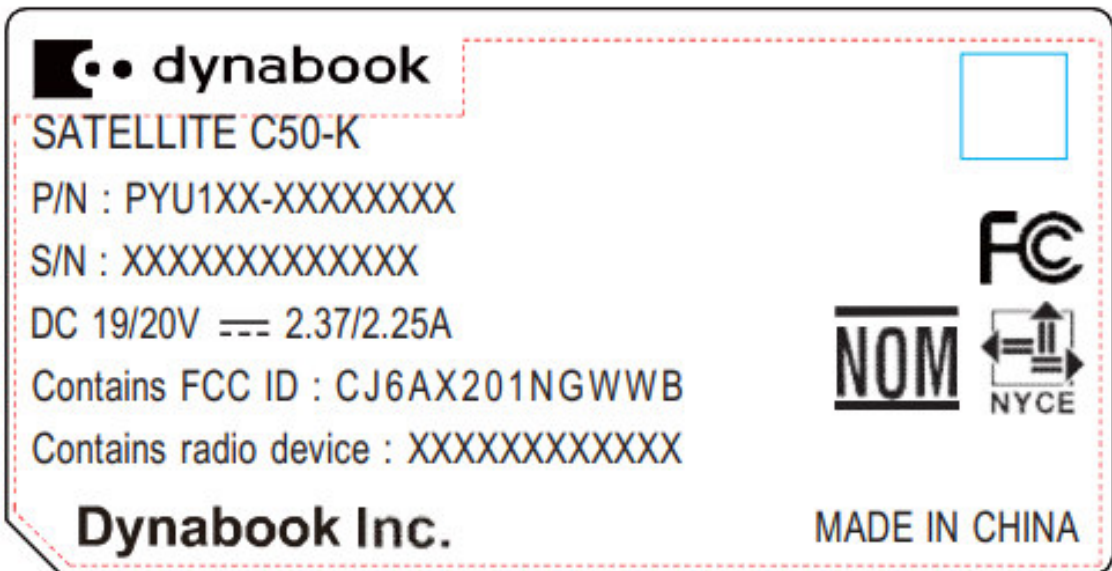 dynabook
SATELLITE C50-K
P/N : PYU1XX-XXXXXXXX
S/N : XXXXXXXXXXXXX
DC 19/20V ⎓ 2.37/2.25A
Contains FCC ID : CJ6AX201NGWWB
Contains radio device : XXXXXXXXXXXX
FC
NOM
NYCE
Dynabook Inc.
MADE IN CHINA